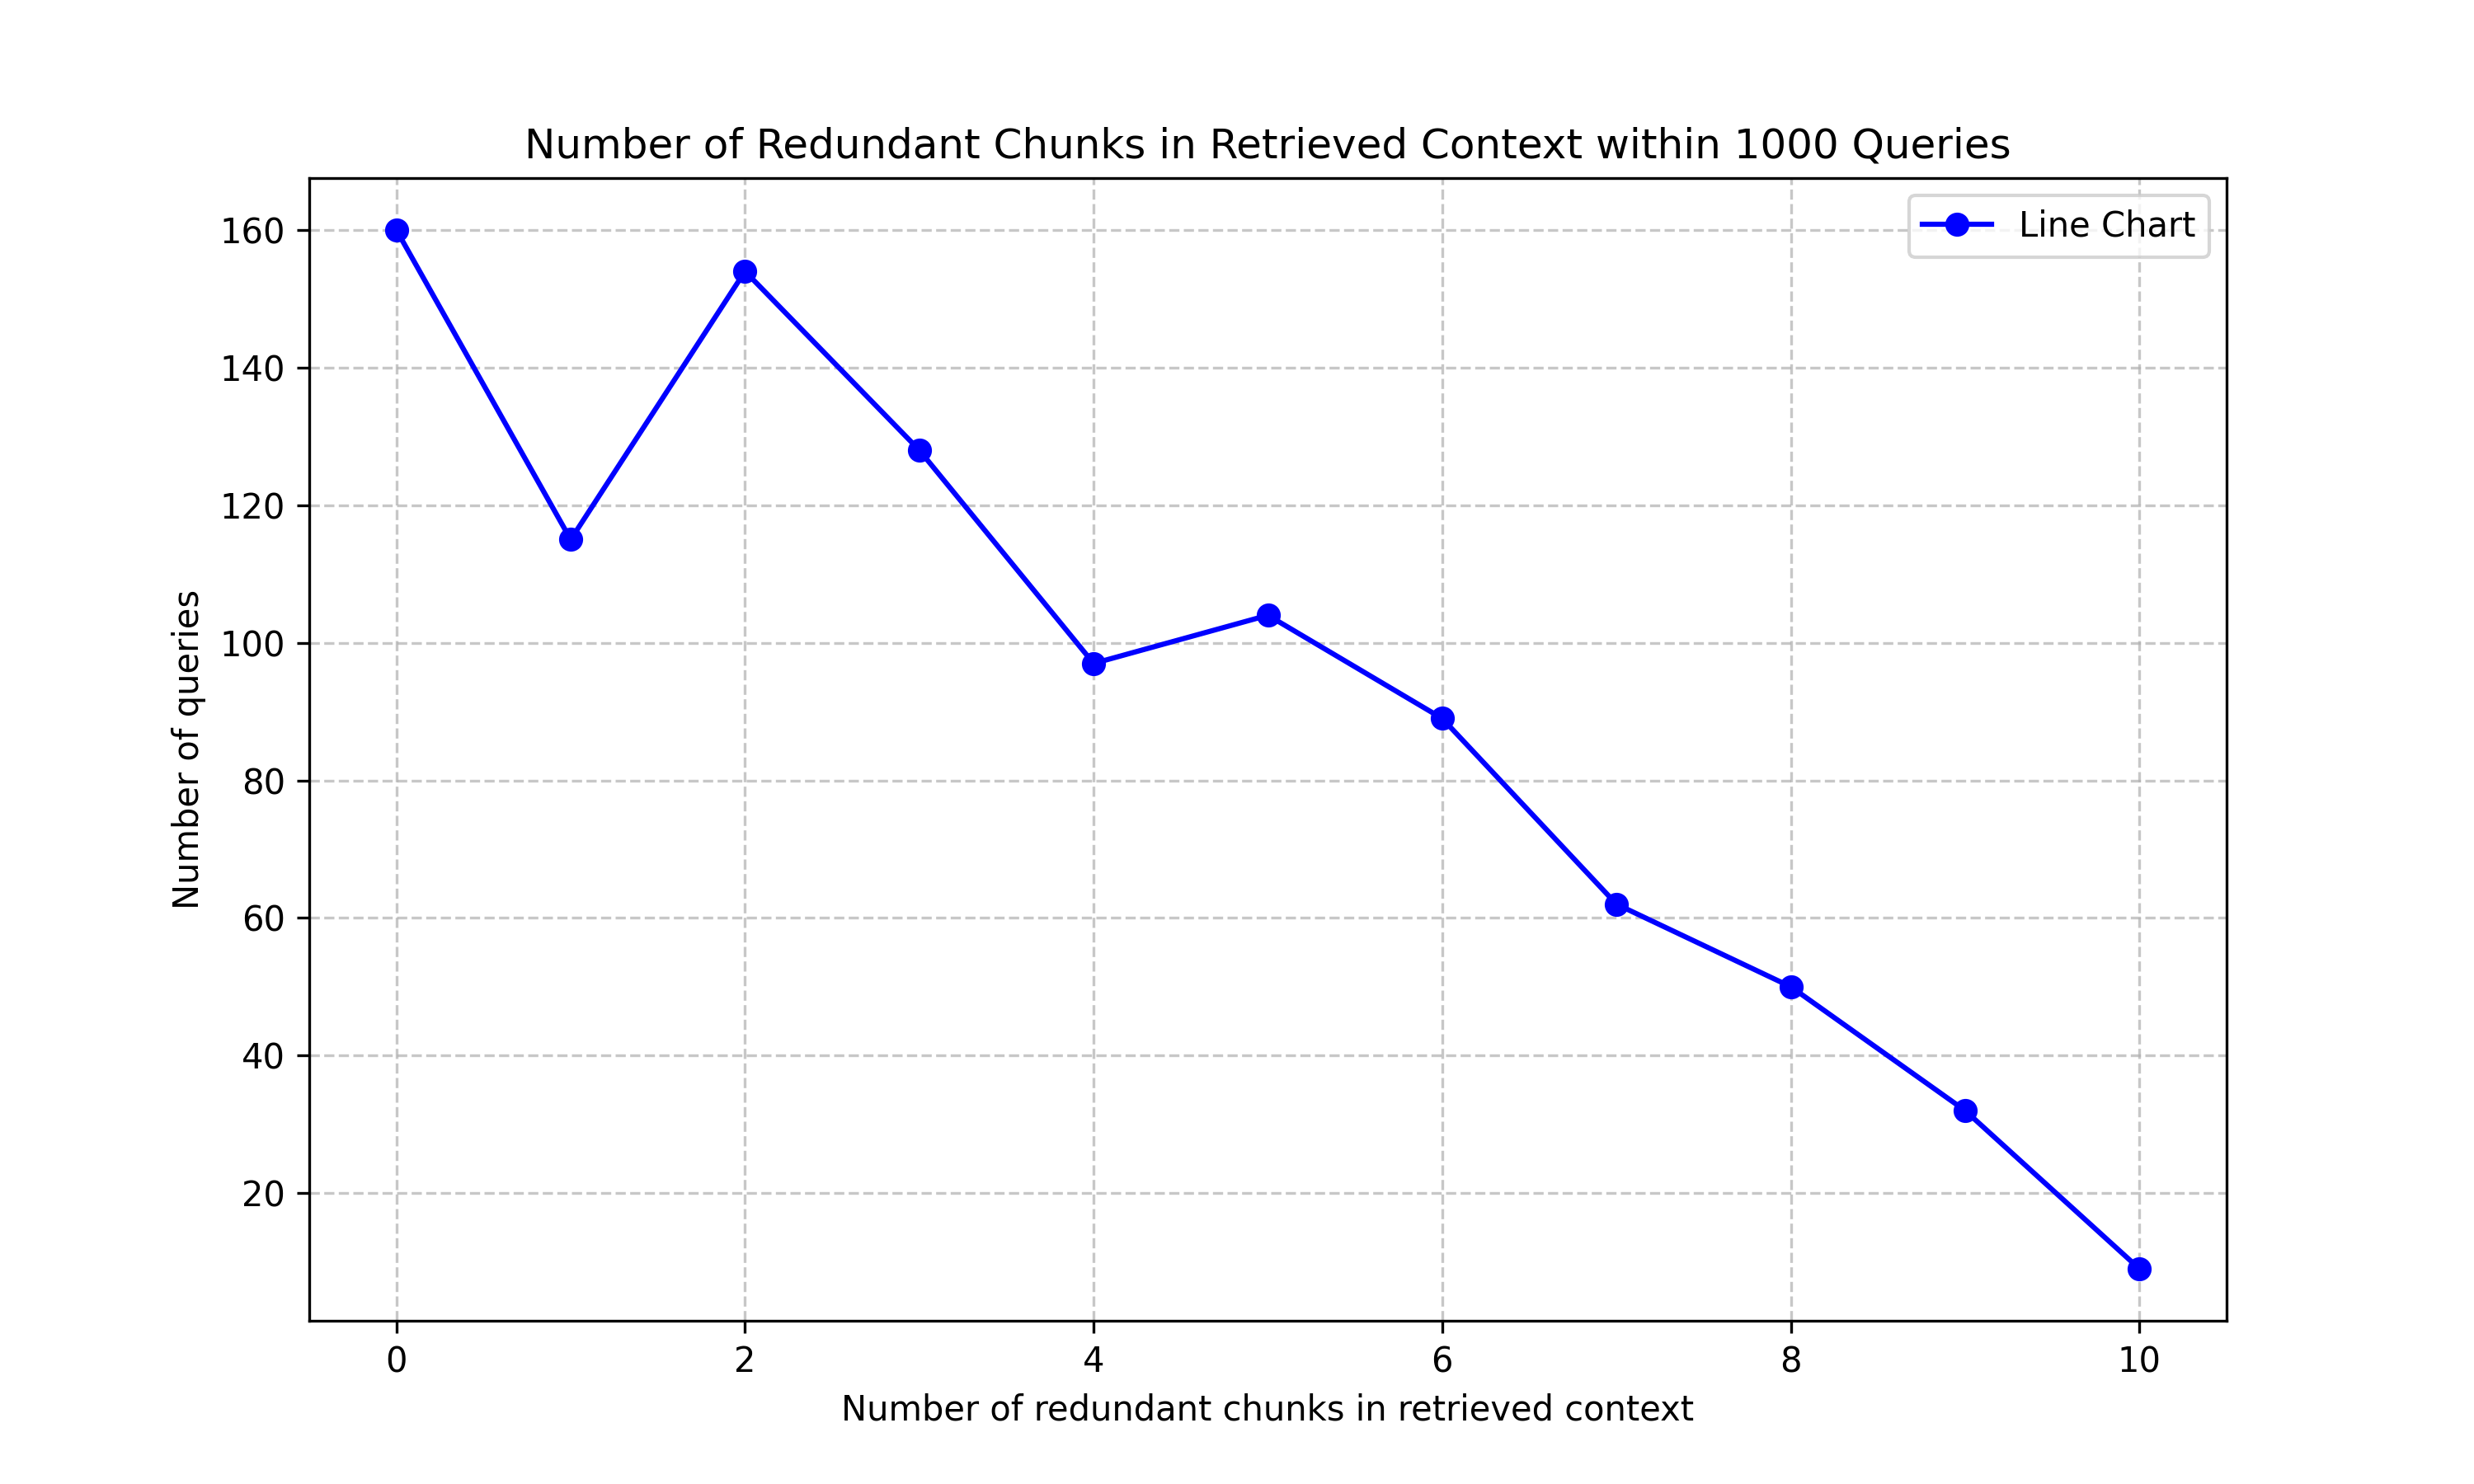 Number of Redundant Chunks in Retrieved Context within 1000 Queries
Line Chart
160
140
120
100
80
60
40
20
Number of queries
0 2 4 6 8 10
Number of redundant chunks in retrieved context